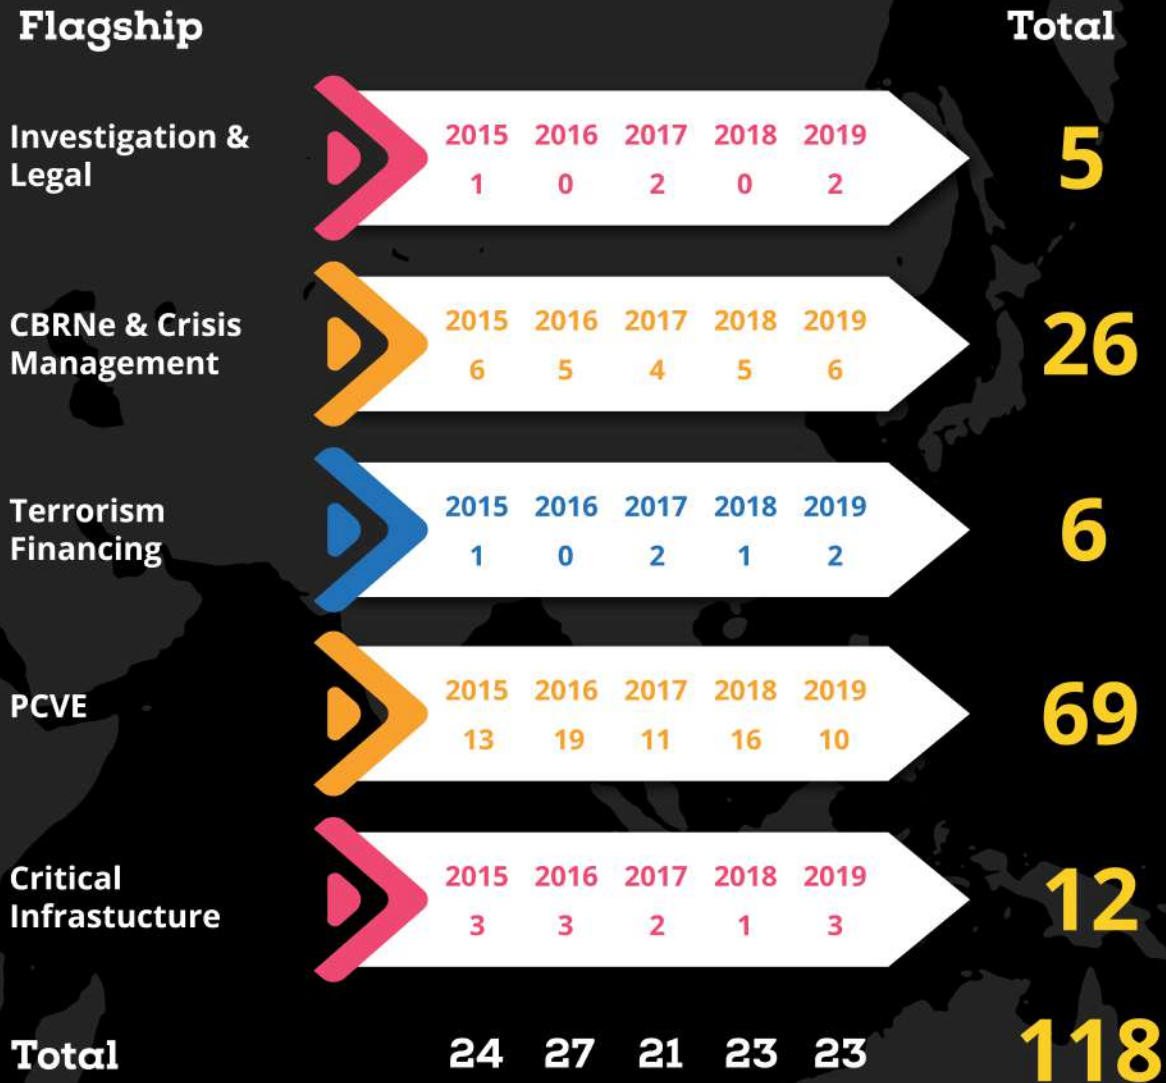 Flagship Total
Investigation &
Legal
2015 2016 2017 2018 2019
1 0 2 0 2
5
CBRNe & Crisis
Management
2015 2016 2017 2018 2019
6 5 4 5 6
26
Terrorism
Financing
2015 2016 2017 2018 2019
1 0 2 1 2
6
PCVE
2015 2016 2017 2018 2019
13 19 11 16 10
69
Critical
Infrastucture
2015 2016 2017 2018 2019
3 3 2 1 3
12
Total 24 27 21 23 23 118